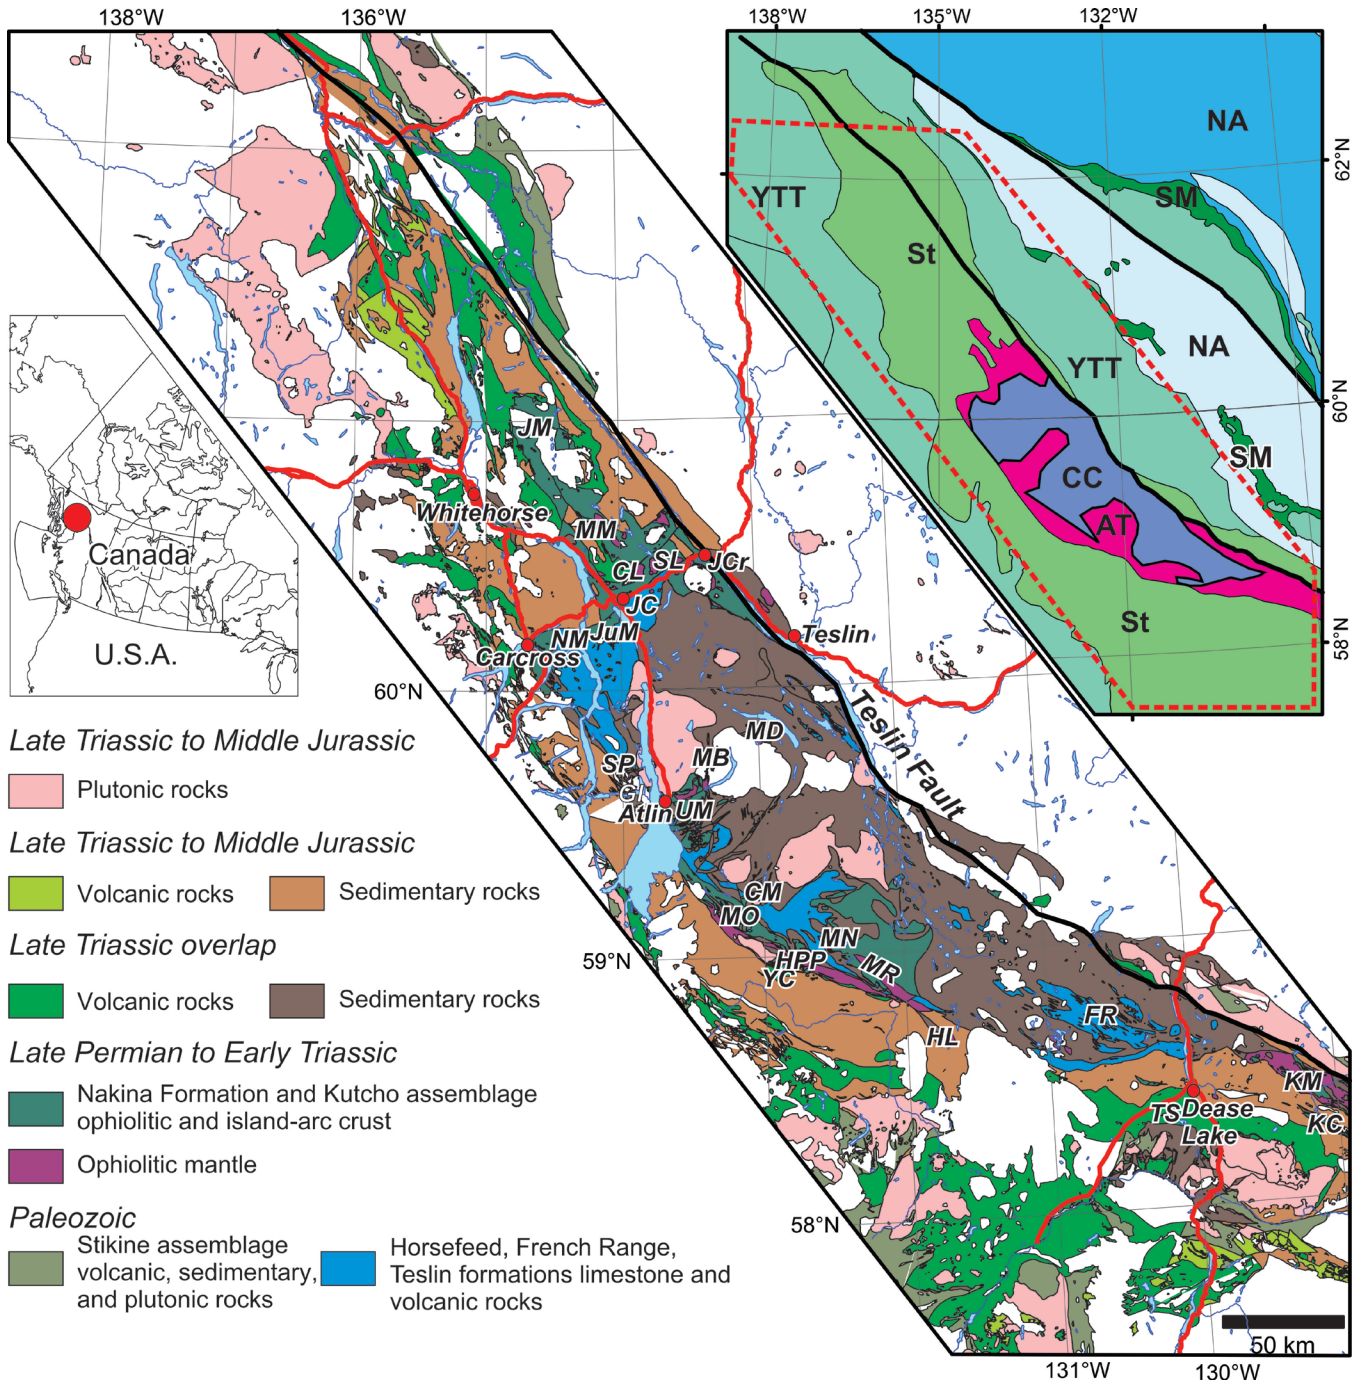 138°W
136°W
138°W
135°W
132°W
NA
62°N
SM
YTT
St
NA
YTT
60°N
SM
CC
AT
St
58°N
JM
Whitehorse
MM
SL
JCr
CL
JC
Teslin
NM
JuM
Carcross
Canada
U.S.A.
60°N
Teslin Fault
MD
MB
SP
Atlin
UM
CM
MO
MN
HPP
MR
YC
59°N
FR
HL
KM
TS
Dease
Lake
KC
58°N
50 km
131°W
130°W
Late Triassic to Middle Jurassic
Plutonic rocks
Late Triassic to Middle Jurassic
Volcanic rocks
Sedimentary rocks
Late Triassic overlap
Volcanic rocks
Sedimentary rocks
Late Permian to Early Triassic
Nakina Formation and Kutcho assemblage
ophiolitic and island-arc crust
Ophiolitic mantle
Paleozoic
Stikine assemblage
volcanic, sedimentary,
and plutonic rocks
Horsefeed, French Range,
Teslin formations limestone and
volcanic rocks